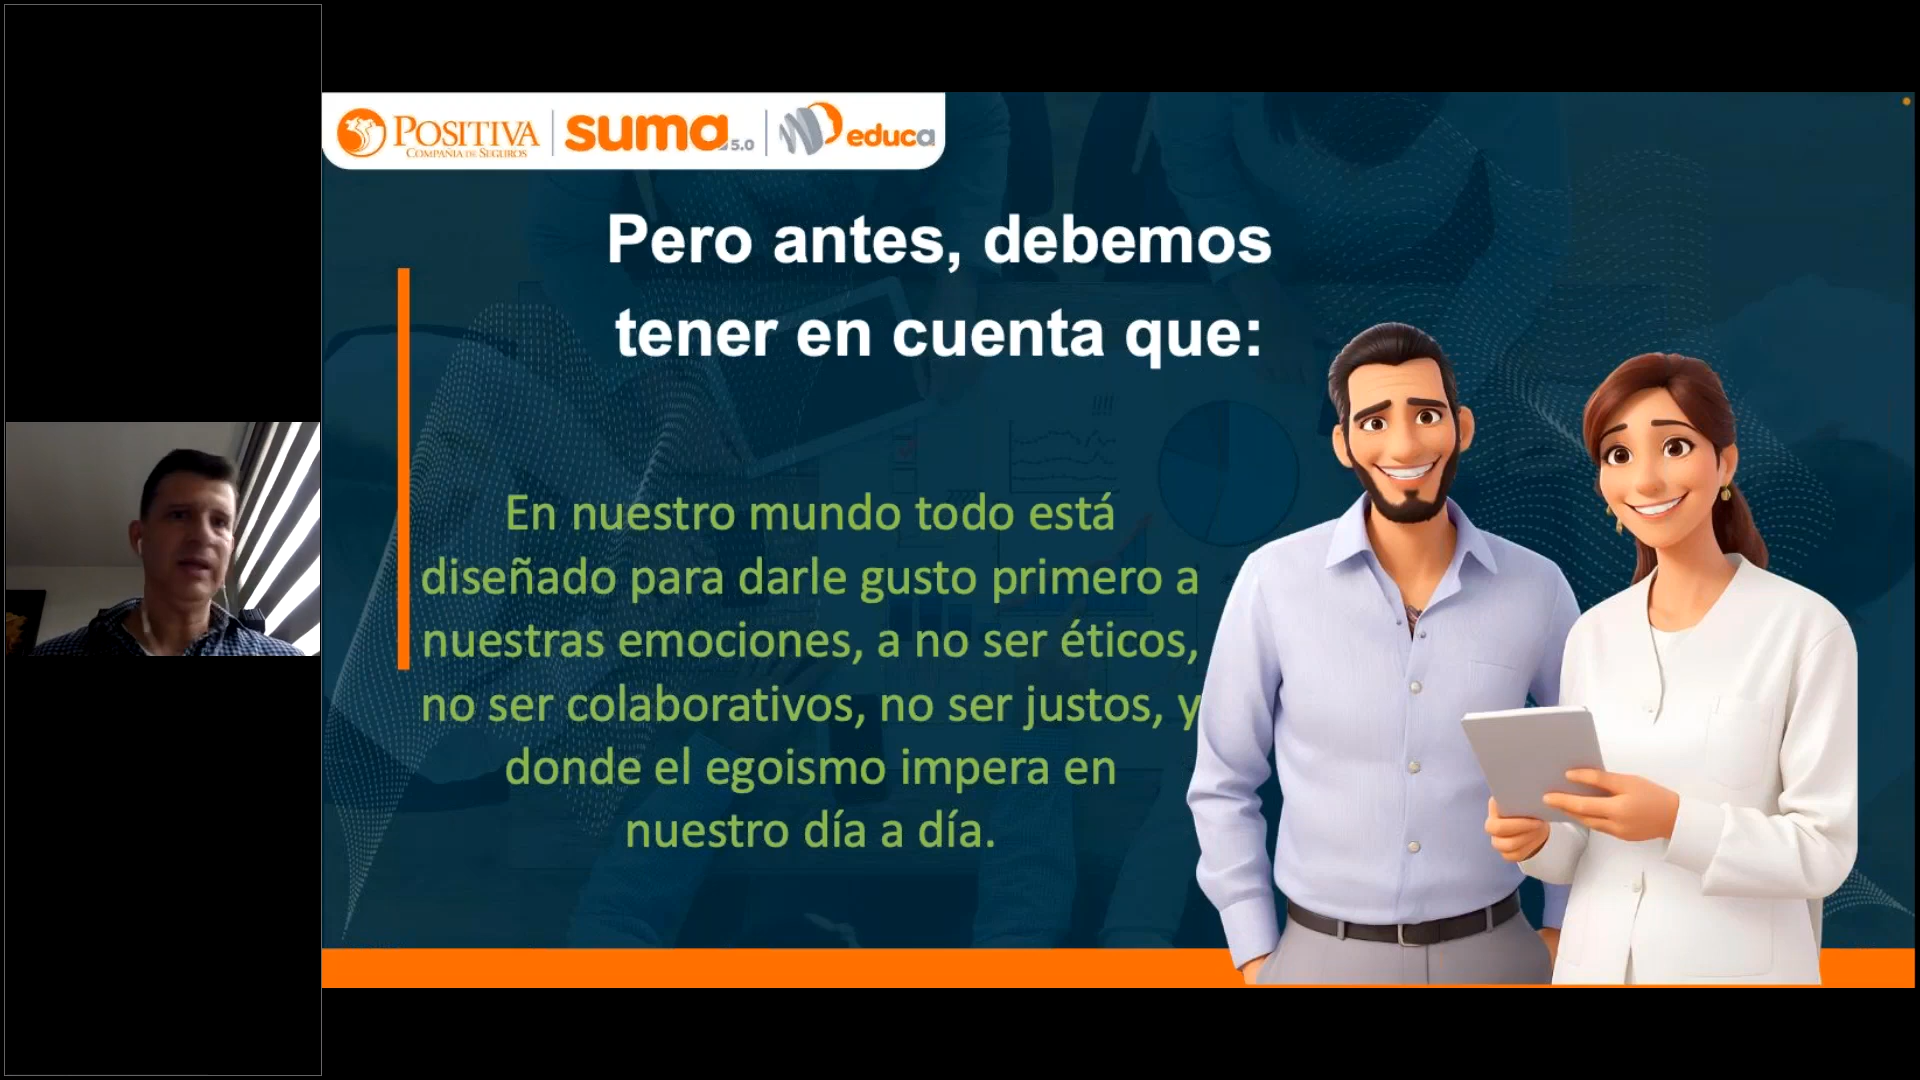 POSITIVA
COMPAÑIA DE SEGUROS
suma 5.0
educa
Pero antes, debemos
tener en cuenta que:
En nuestro mundo todo está
diseñado para darle gusto primero a
nuestras emociones, a no ser éticos,
no ser colaborativos, no ser justos, y
donde el egoismo impera en
nuestro día a día.